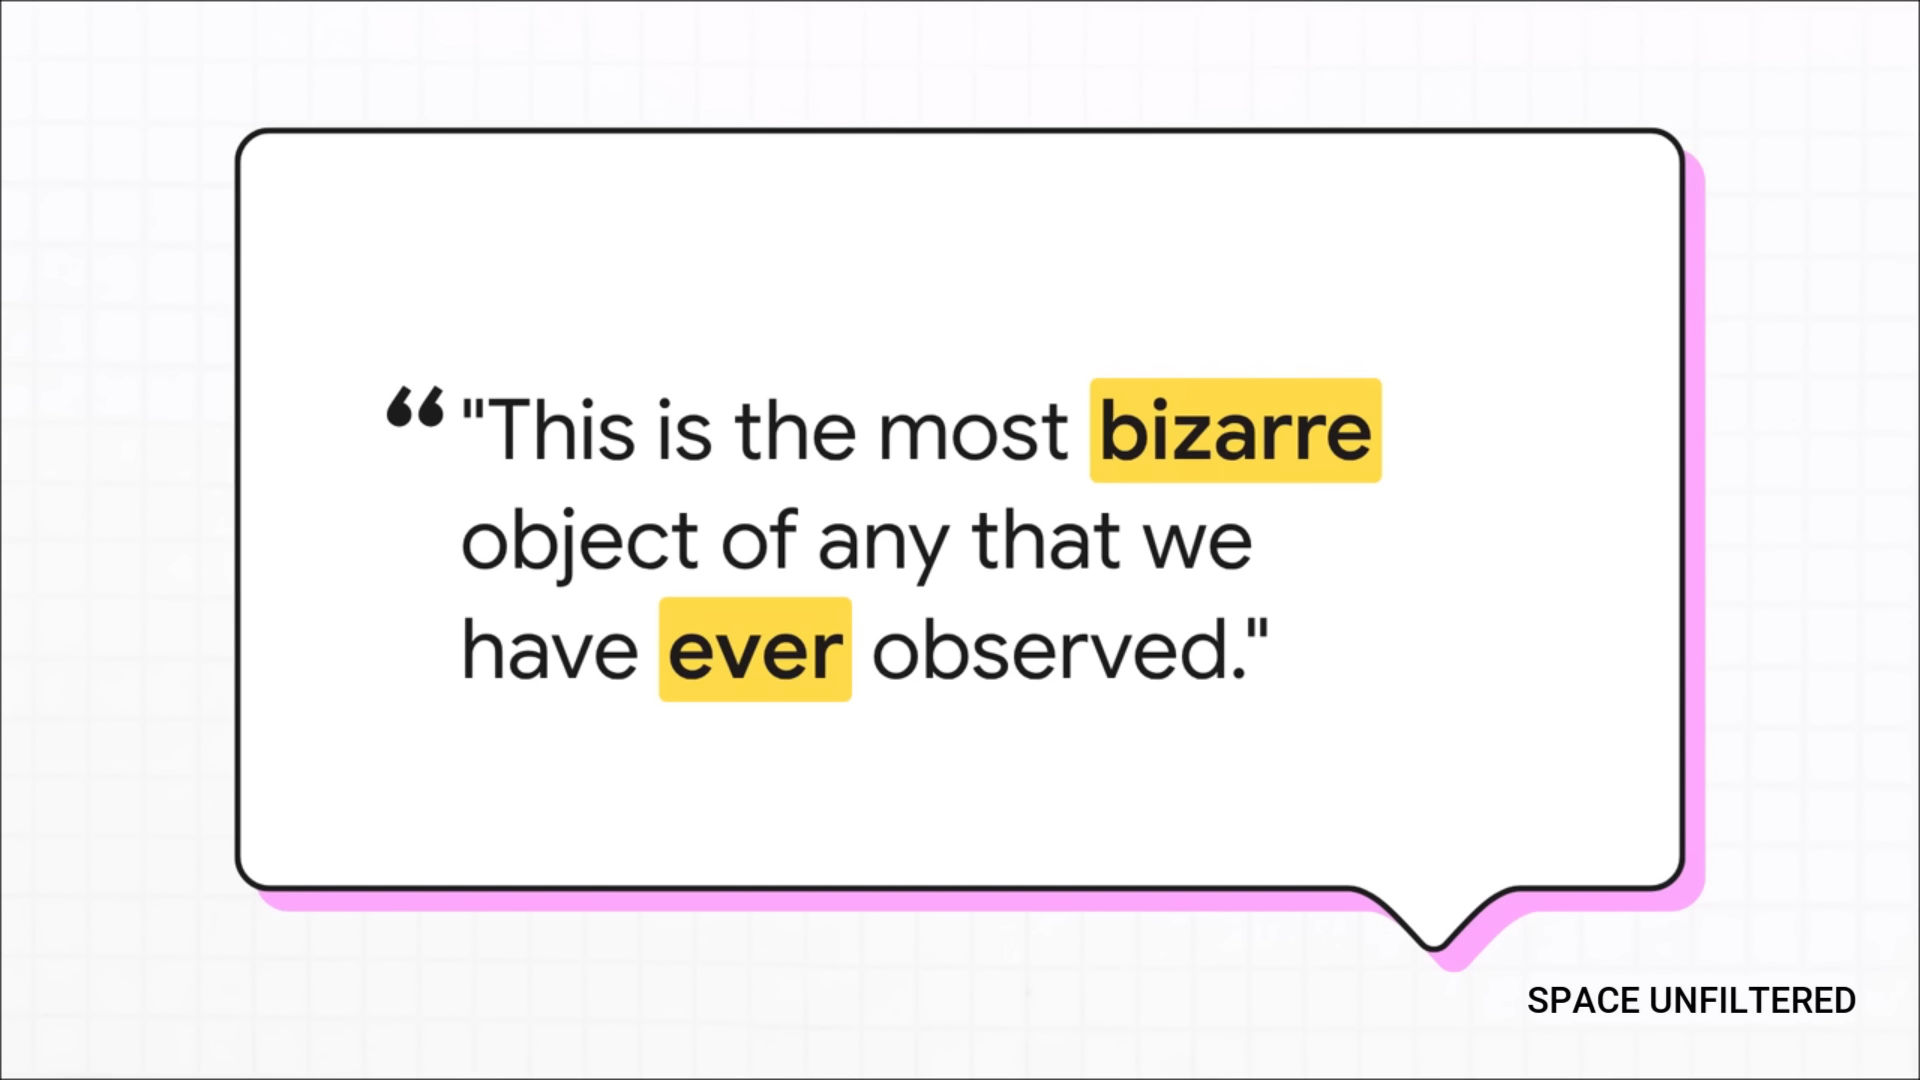 “"This is the most bizarre
object of any that we
have ever observed."
SPACE UNFILTERED